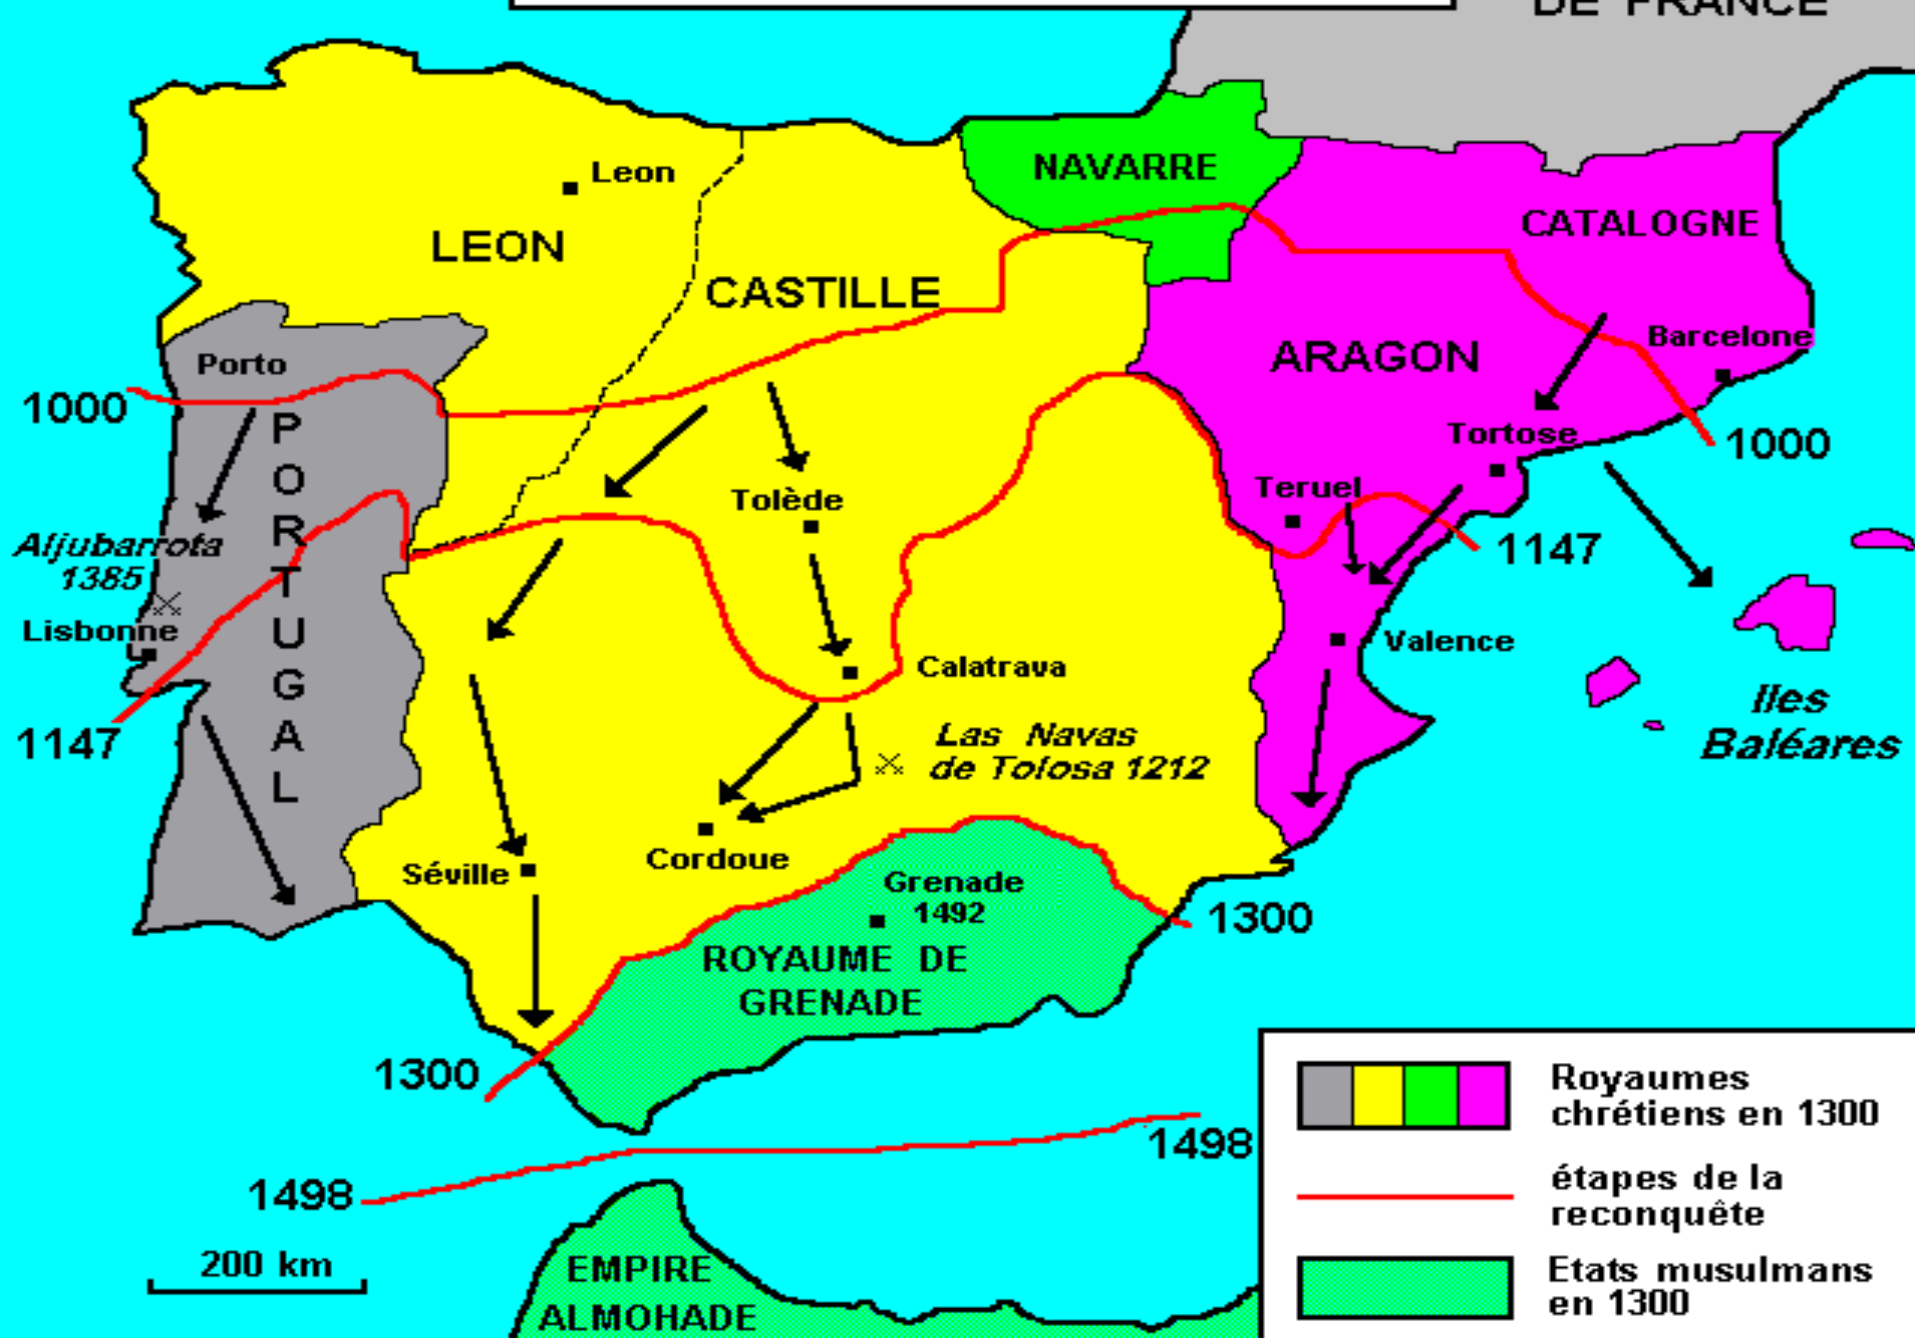 DE FRANCE
NAVARRE
Leon
LEON
CATALOGNE
CASTILLE
Barcelone
ARAGON
Porto
1000
PORTUGAL
Tortose
1000
Teruel
Tolède
Aljubarrota
1385
1147
Lisbonne
Valence
Calatrava
Iles
Baléares
1147
Las Navas
de Tolosa 1212
Cordoue
Séville
Grenade
1492
1300
ROYAUME DE
GRENADE
1300
1498
1498
200 km
EMPIRE
ALMOHADE
Royaumes
chrétiens en 1300
étapes de la
reconquête
Etats musulmans
en 1300